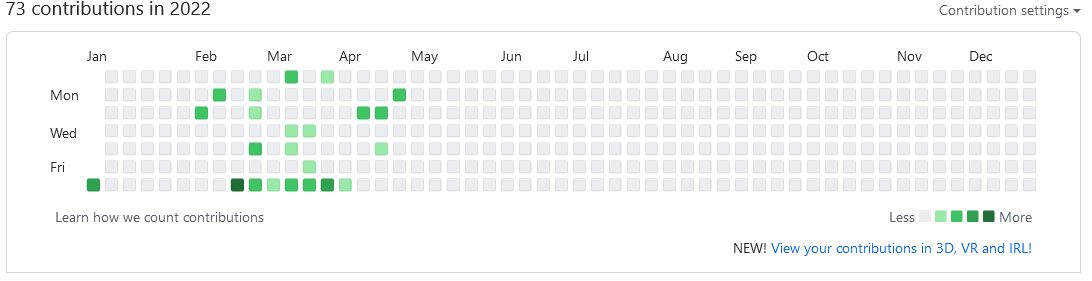 73 contributions in 2022
Contribution settings
Jan Feb Mar Apr May Jun Jul Aug Sep Oct Nov Dec
Mon
Wed
Fri
Learn how we count contributions
Less More
NEW! View your contributions in 3D, VR and IRL!